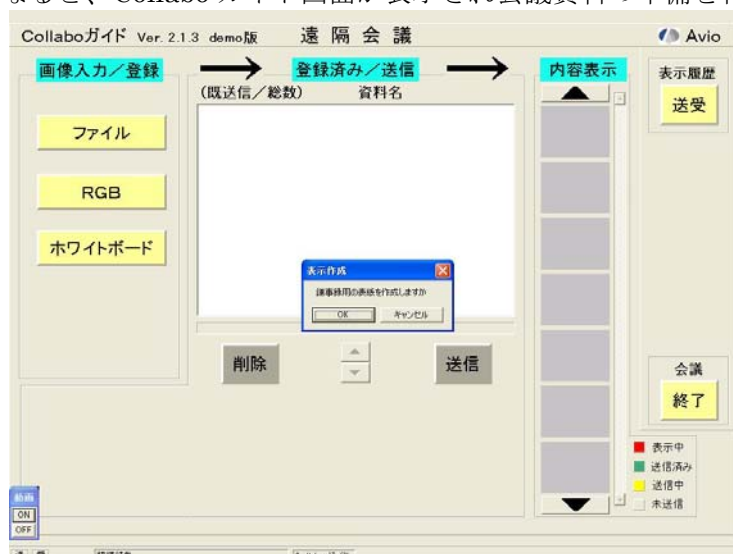 Collaboガイド Ver. 2.1.3 demo版 遠 隔 会 議 Avio
画像入力／登録 登録済み／送信 内容表示 表示履歴
(既送信／総数) 資料名
送受
ファイル
RGB
ホワイトボード
表示作成
議事録用の表紙を作成しますか
OK キャンセル
削除 送信
会議
終了
表示中
送信済み
送信中
未送信
動画
ON
OFF